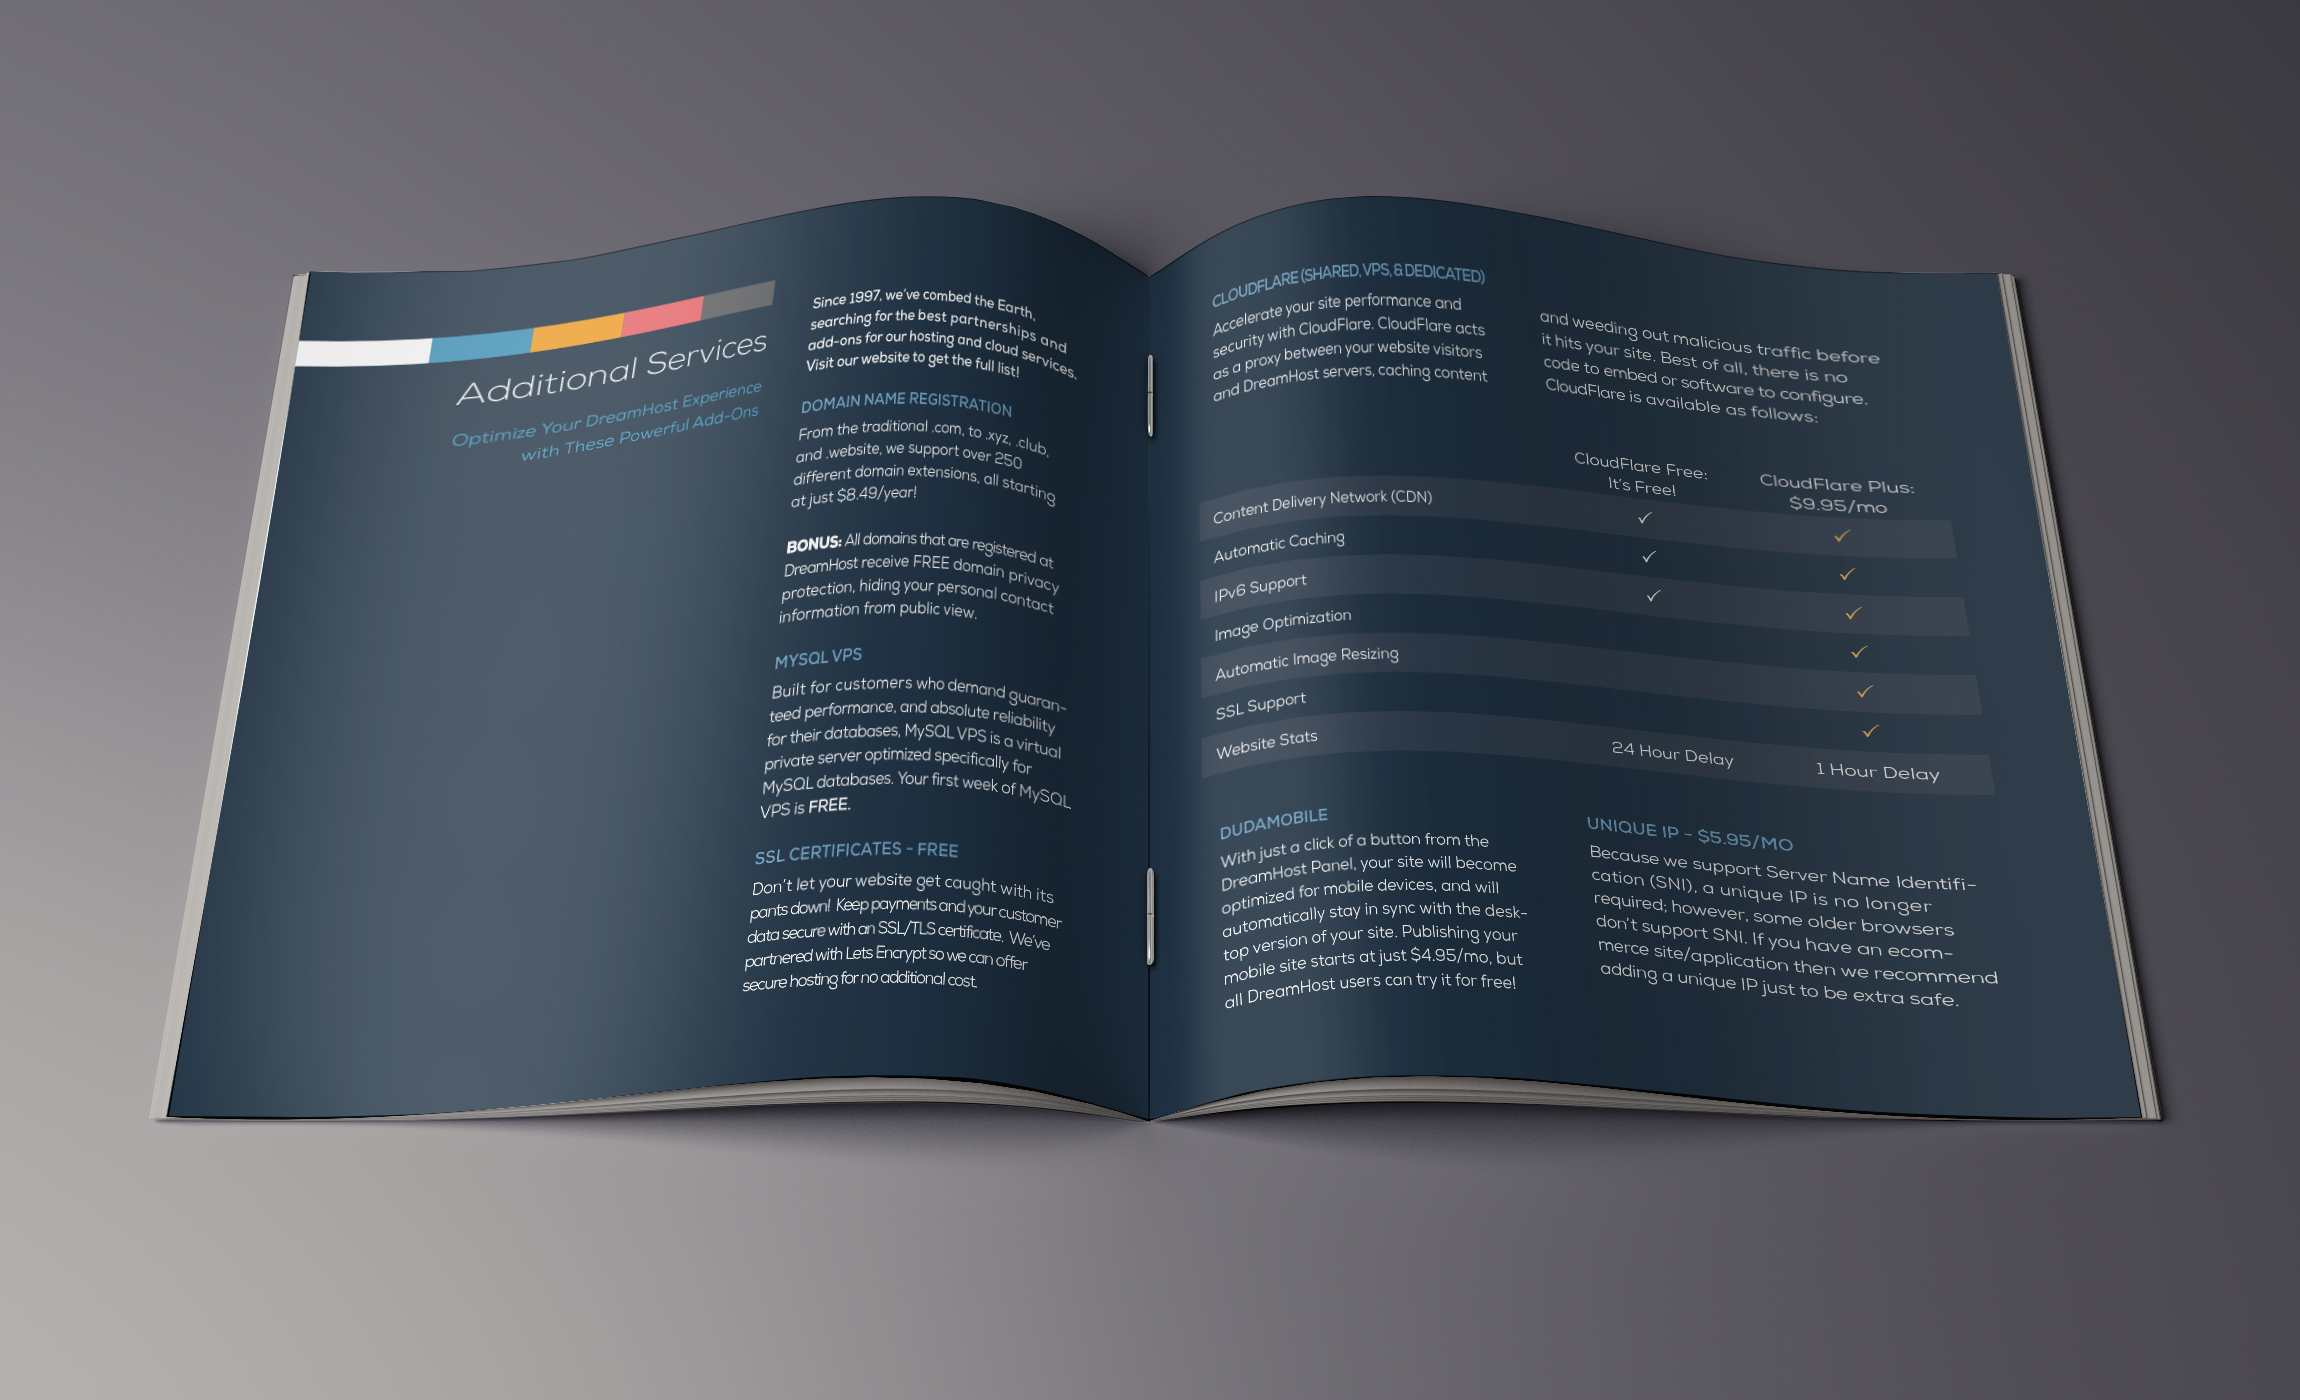 Additional Services
Optimize Your DreamHost Experience
with These Powerful Add-Ons
Since 1997, we've combed the Earth,
searching for the best partnerships and
add-ons for our hosting and cloud services.
Visit our website to get the full list!
DOMAIN NAME REGISTRATION
From the traditional .com, to .xyz, .club,
and .website, we support over 250
different domain extensions, all starting
at just $8.49/year!
BONUS: All domains that are registered at
DreamHost receive FREE domain privacy
protection, hiding your personal contact
information from public view.
MYSQL VPS
Built for customers who demand guaran-
teed performance, and absolute reliability
for their databases, MySQL VPS is a virtual
private server optimized specifically for
MySQL databases. Your first week of MySQL
VPS is FREE.
SSL CERTIFICATES - FREE
Don't let your website get caught with its
pants down! Keep payments and your customer
data secure with an SSL/TLS certificate. We've
partnered with Lets Encrypt so we can offer
secure hosting for no additional cost.
CLOUDFLARE (SHARED, VPS, & DEDICATED)
Accelerate your site performance and
security with CloudFlare. CloudFlare acts
as a proxy between your website visitors
and DreamHost servers, caching content
and weeding out malicious traffic before
it hits your site. Best of all, there is no
code to embed or software to configure.
CloudFlare is available as follows:
CloudFlare Free:
It's Free!
CloudFlare Plus:
$9.95/mo
Content Delivery Network (CDN) ✓ ✓
Automatic Caching ✓ ✓
IPv6 Support ✓ ✓
Image Optimization ✓
Automatic Image Resizing ✓
SSL Support ✓
Website Stats 24 Hour Delay 1 Hour Delay
DUDAMOBILE
With just a click of a button from the
DreamHost Panel, your site will become
optimized for mobile devices, and will
automatically stay in sync with the desk-
top version of your site. Publishing your
mobile site starts at just $4.95/mo, but
all DreamHost users can try it for free!
UNIQUE IP - $5.95/MO
Because we support Server Name Identifi-
cation (SNI), a unique IP is no longer
required; however, some older browsers
don't support SNI. If you have an ecom-
merce site/application then we recommend
adding a unique IP just to be extra safe.